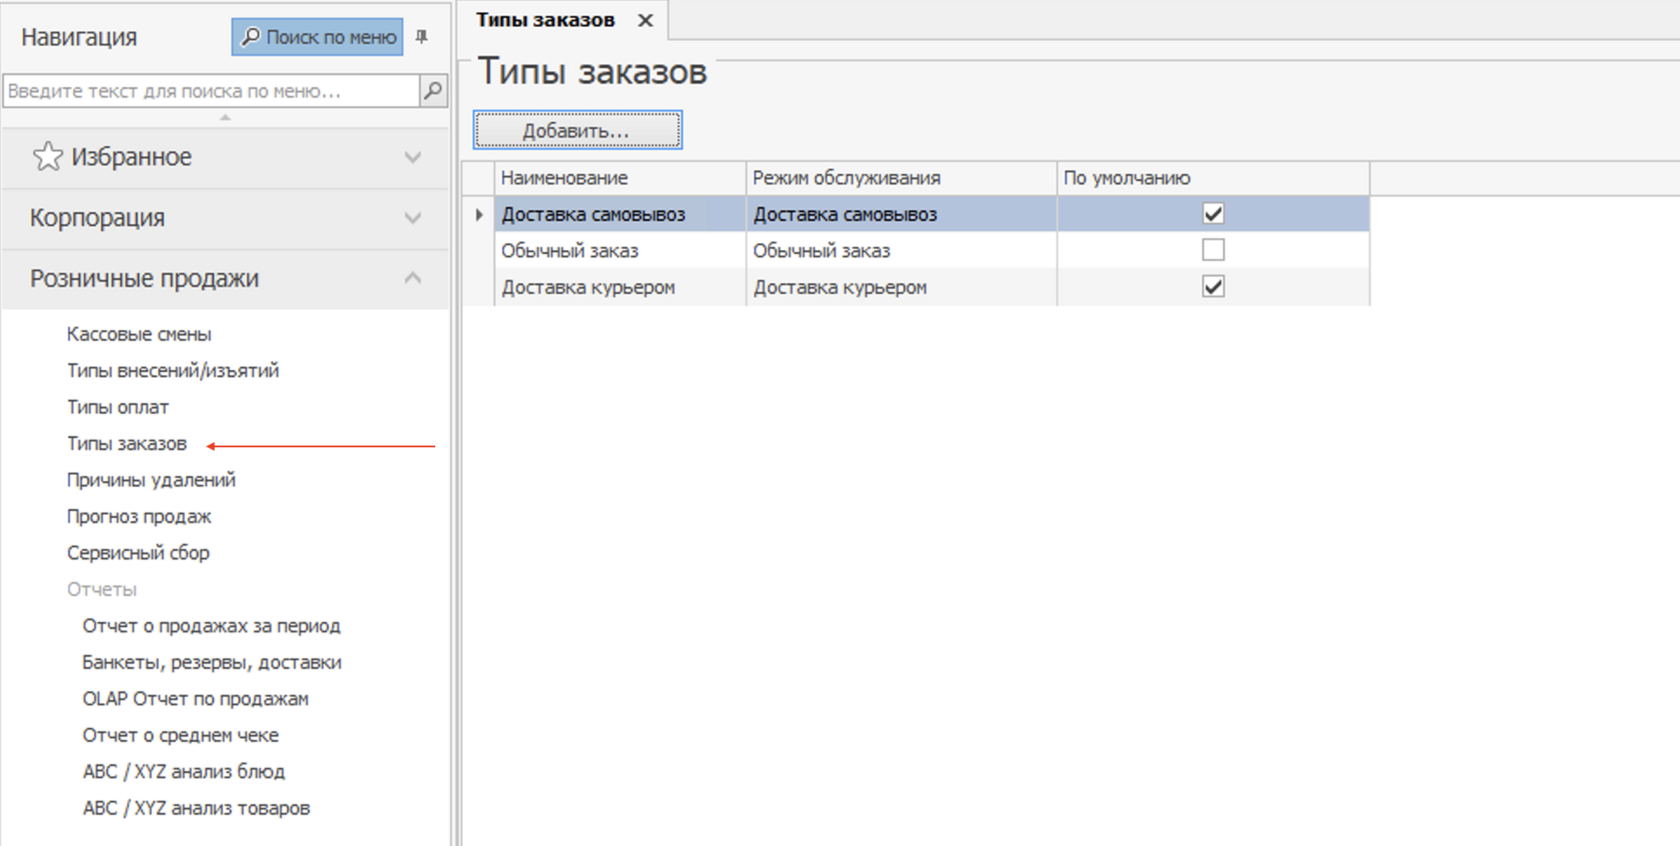 Навигация
Поиск по меню
Введите текст для поиска по меню...
Избранное
Корпорация
Розничные продажи
Кассовые смены
Типы внесений/изъятий
Типы оплат
Типы заказов
Причины удалений
Прогноз продаж
Сервисный сбор
Отчеты
Отчет о продажах за период
Банкеты, резервы, доставки
OLAP Отчет по продажам
Отчет о среднем чеке
ABC / XYZ анализ блюд
ABC / XYZ анализ товаров
Типы заказов
Типы заказов
Добавить...
Наименование Режим обслуживания По умолчанию
Доставка самовывоз Доставка самовывоз
Обычный заказ Обычный заказ
Доставка курьером Доставка курьером